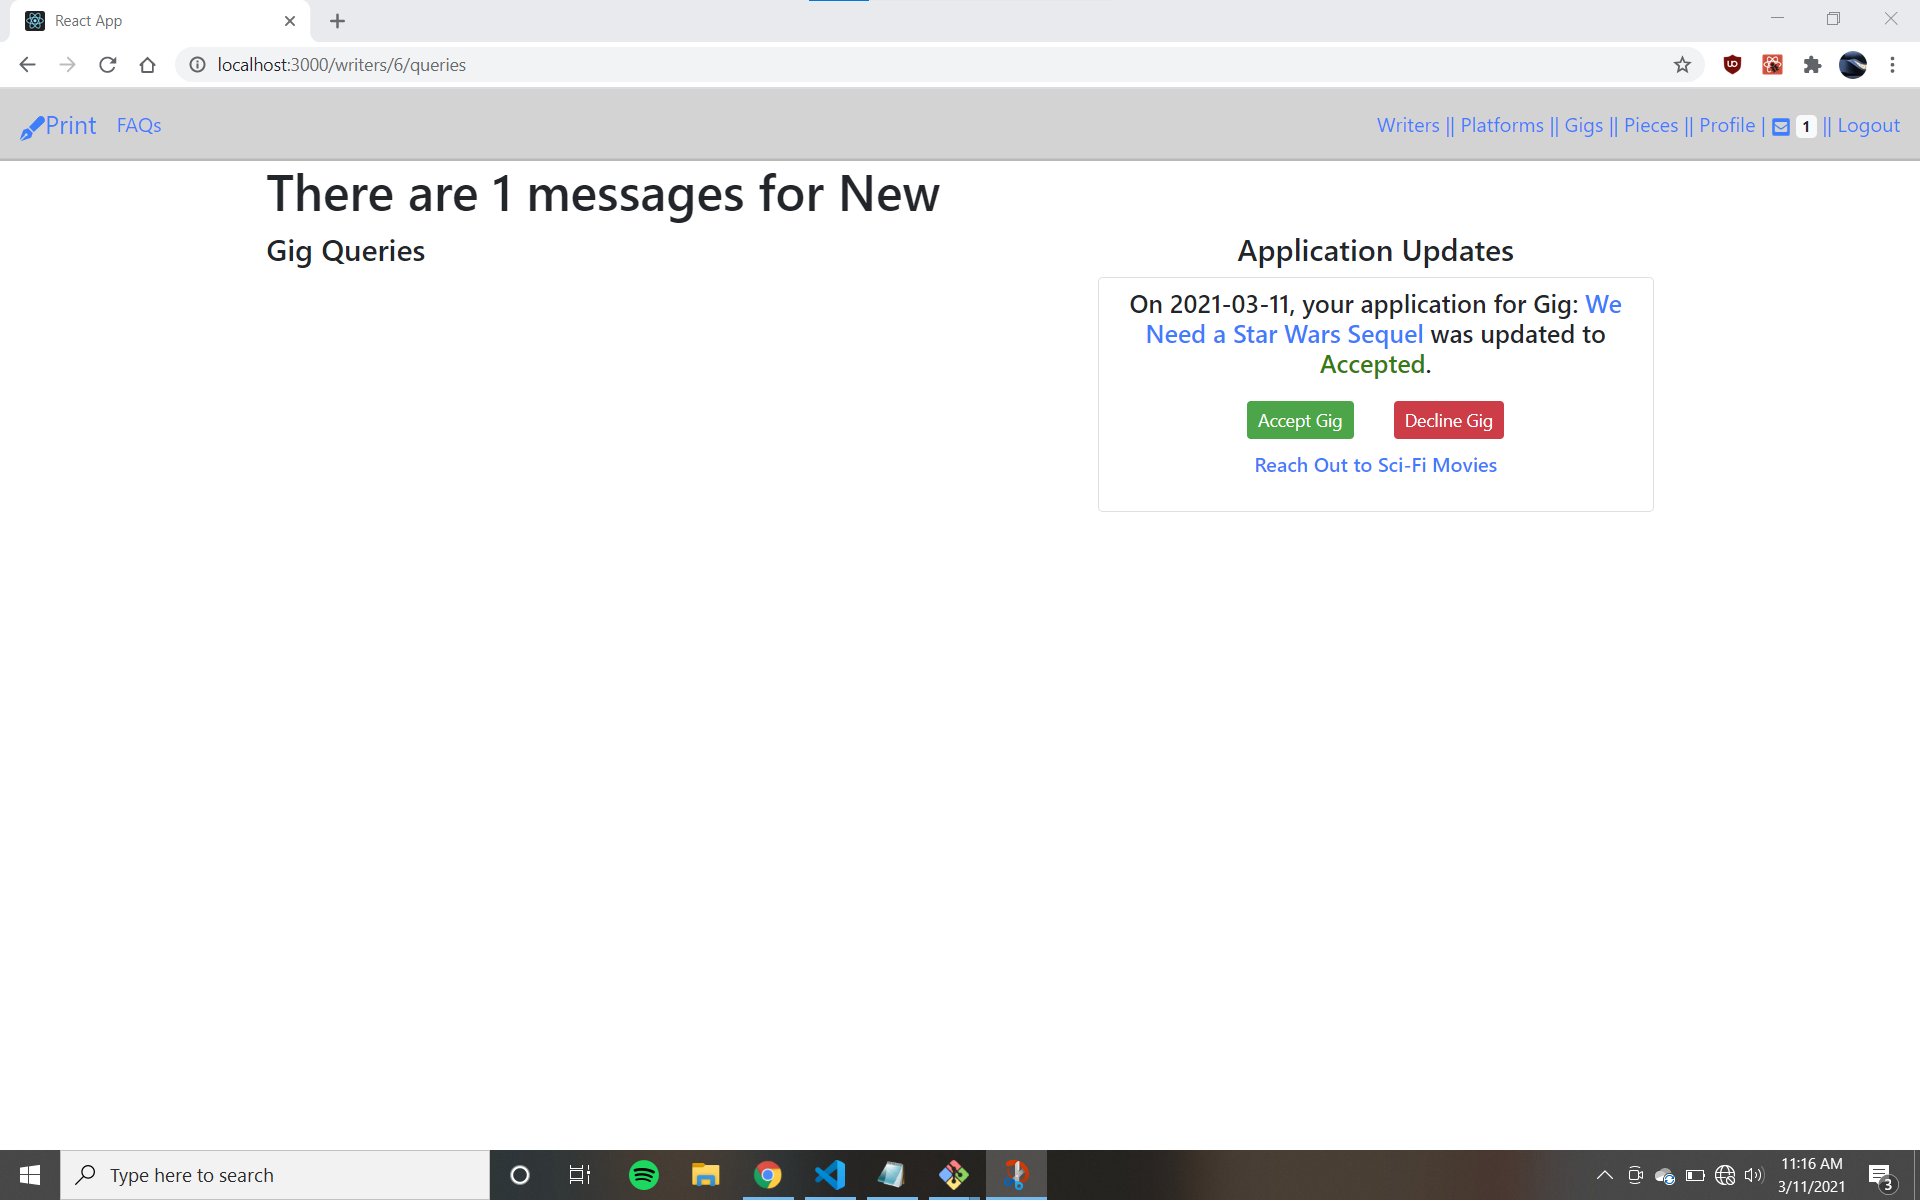 React App
localhost:3000/writers/6/queries
Print FAQs
Writers || Platforms || Gigs || Pieces || Profile | 1 || Logout
There are 1 messages for New
Gig Queries
Application Updates
On 2021-03-11, your application for Gig: We
Need a Star Wars Sequel was updated to
Accepted.
Accept Gig Decline Gig
Reach Out to Sci-Fi Movies
Type here to search
11:16 AM
3/11/2021
3